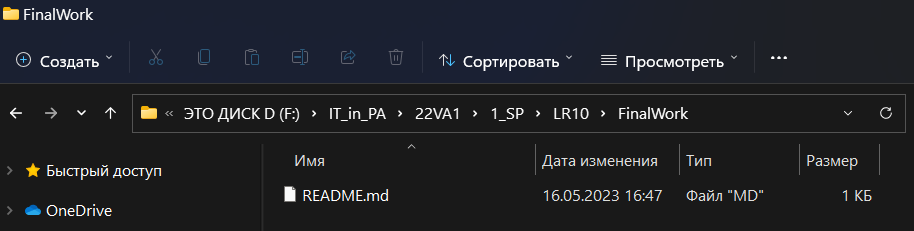 FinalWork
Создать Сортировать Просмотреть
« ЭТО ДИСК D (F:) > IT_in_PA > 22VA1 > 1_SP > LR10 > FinalWork
Быстрый доступ
OneDrive
Имя Дата изменения Тип Размер
README.md 16.05.2023 16:47 Файл "MD" 1 КБ